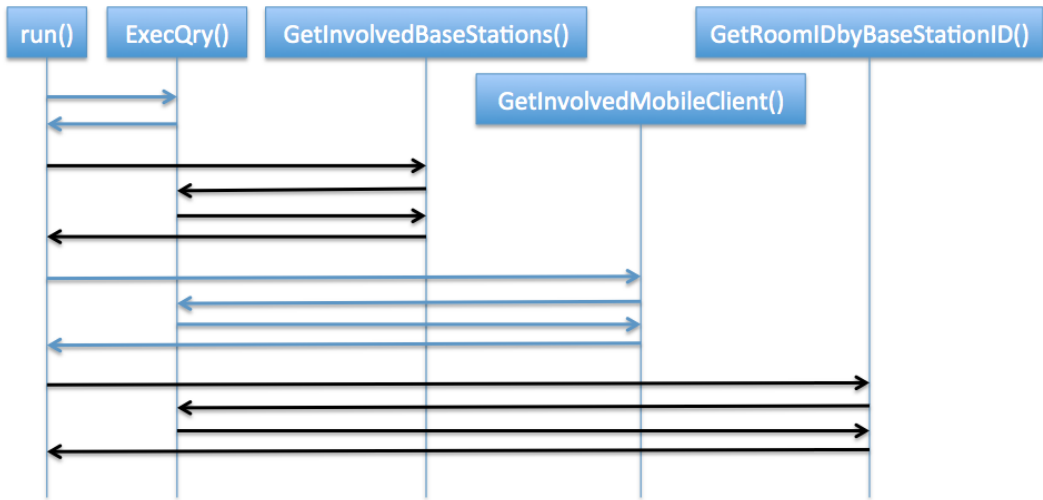 run()
ExecQry()
GetInvolvedBaseStations()
GetRoomIDbyBaseStationID()
GetInvolvedMobileClient()